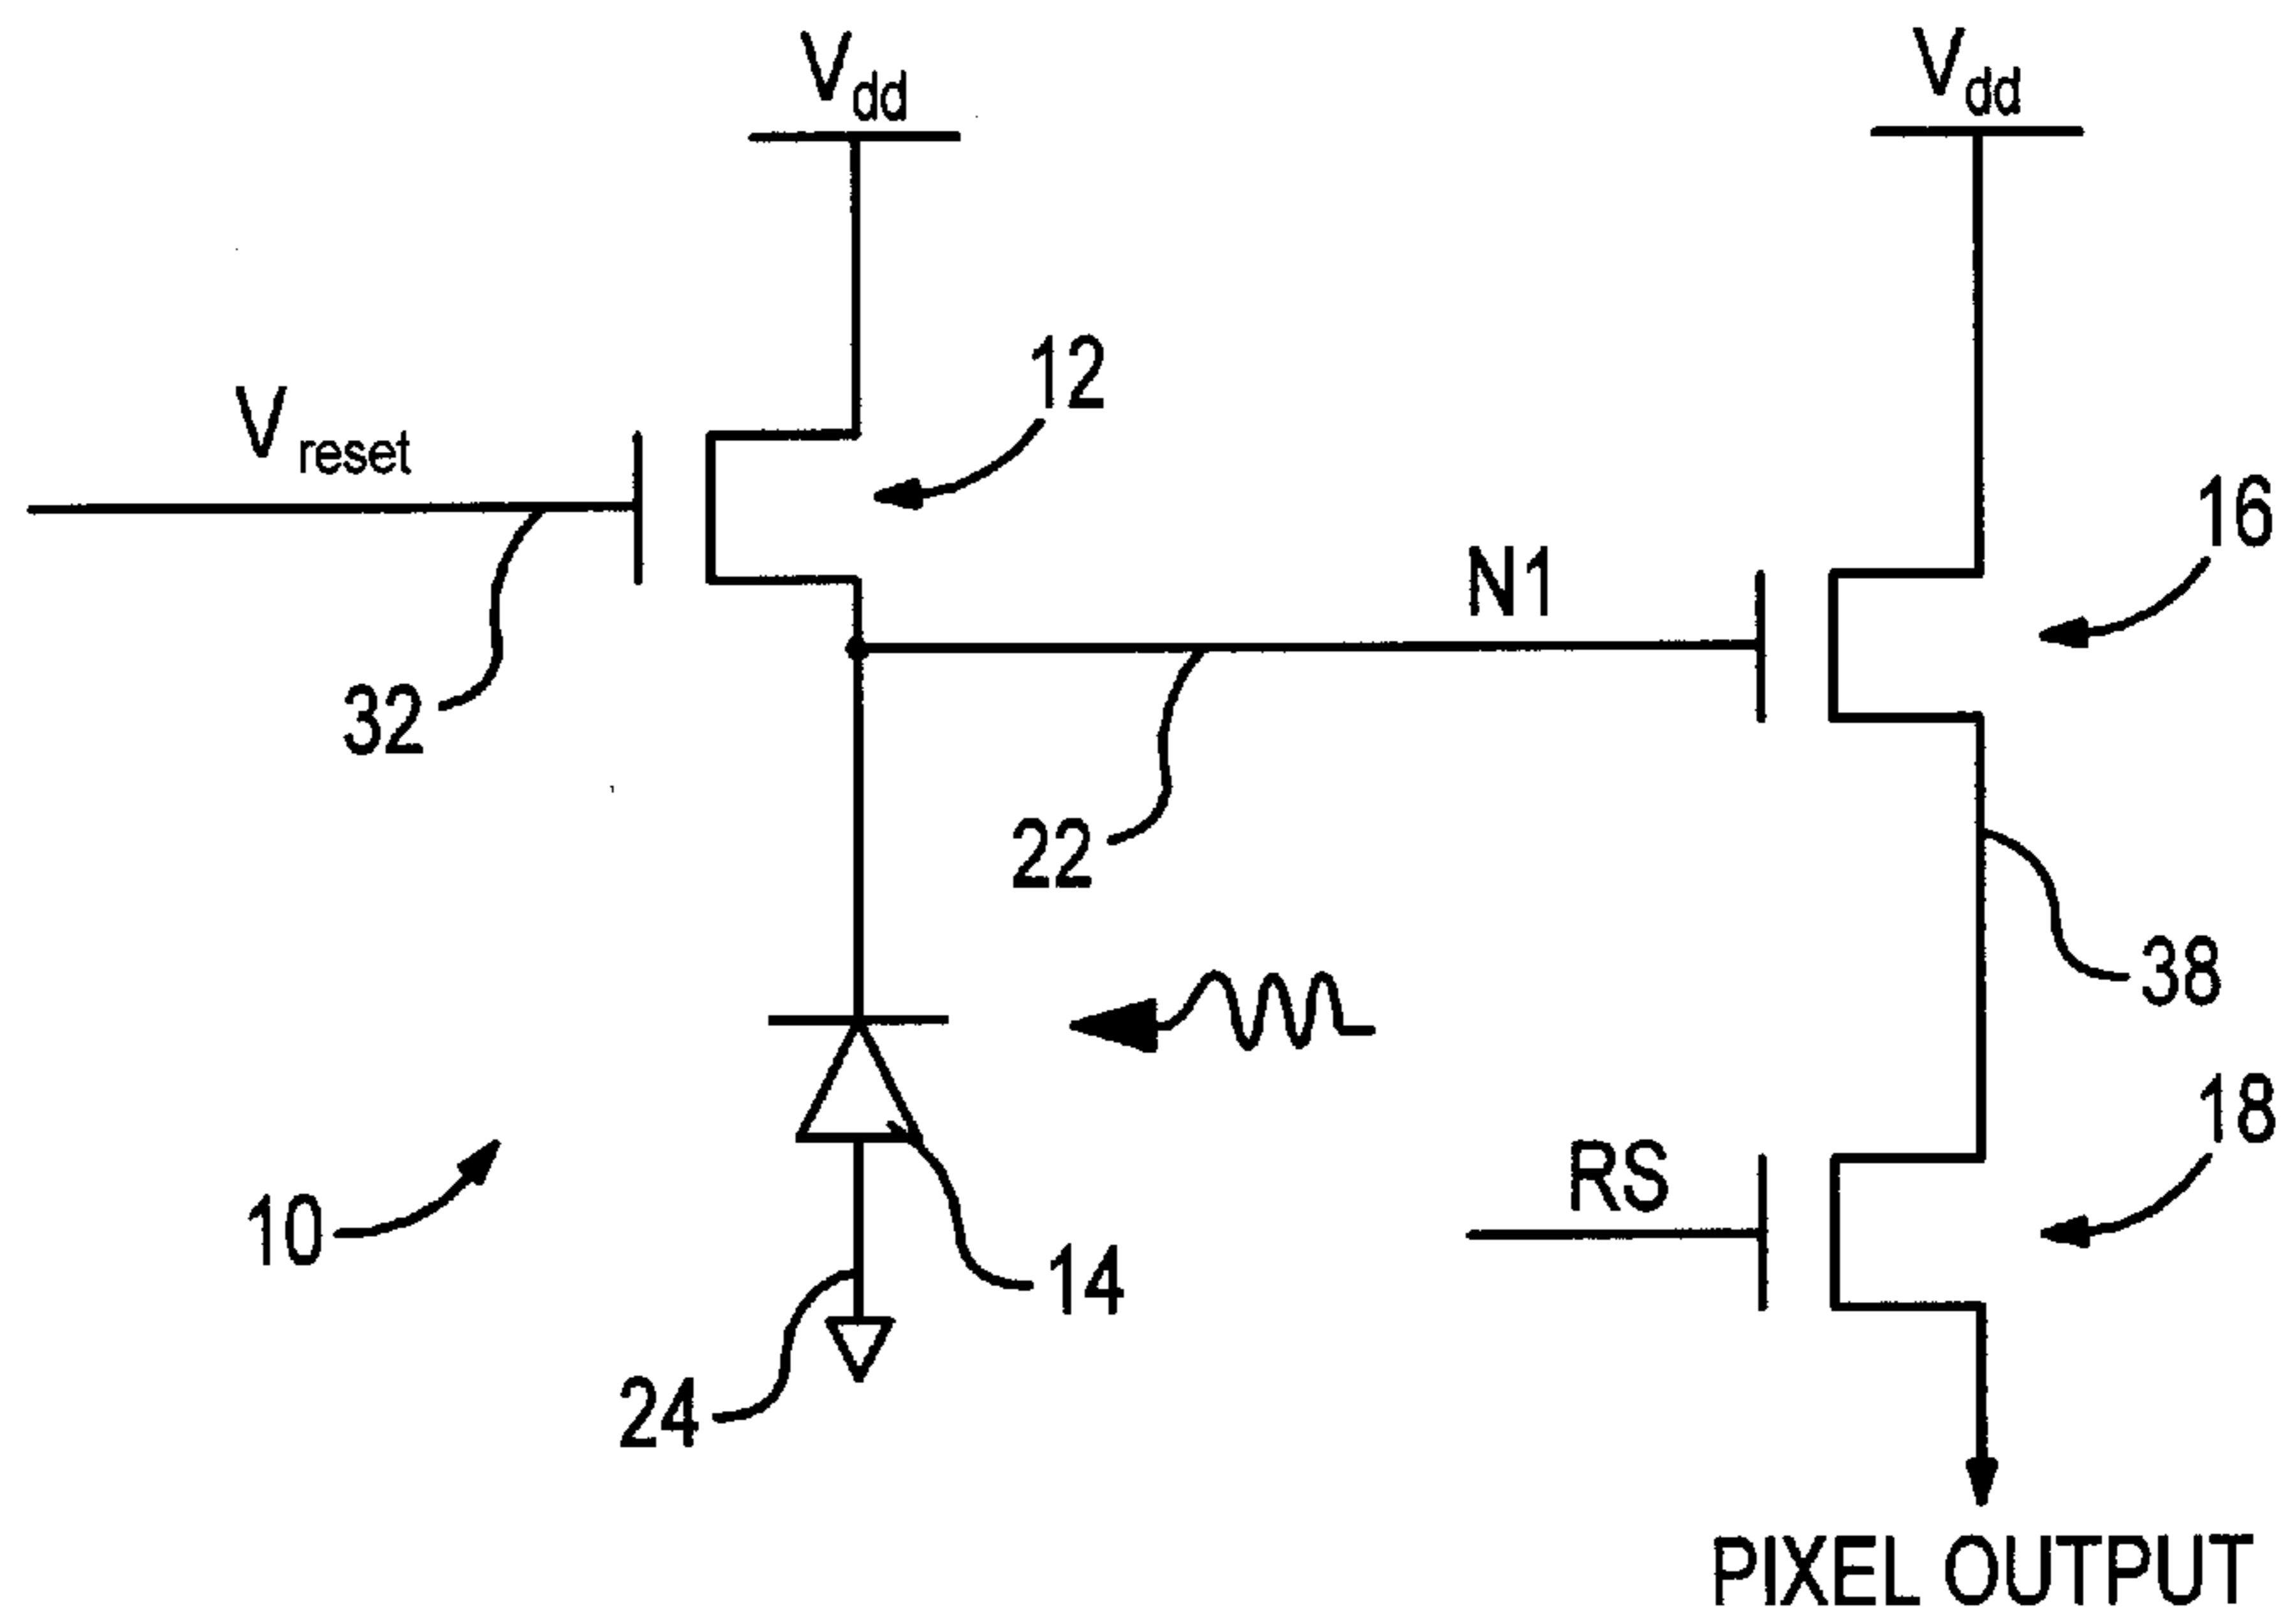 Vdd
Vdd
12
Vreset
16
N1
32
22
38
18
RS
10
14
24
PIXEL OUTPUT